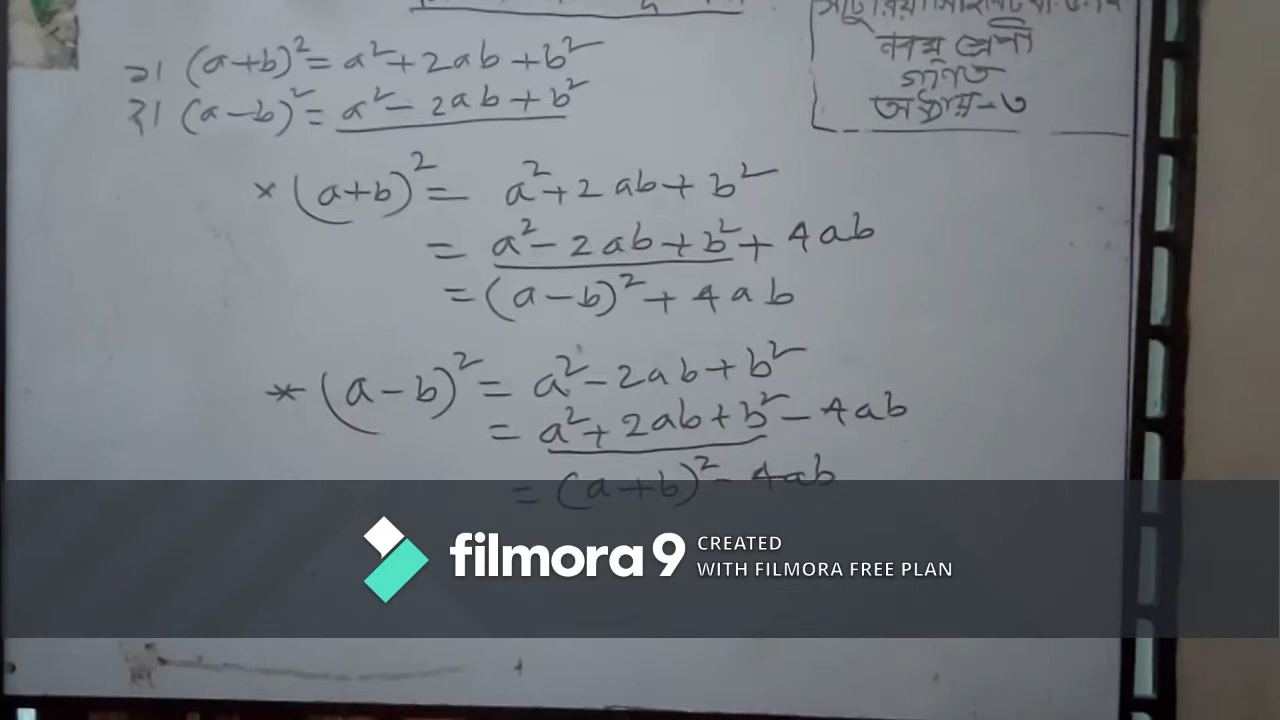 নবম শ্রেণী
গণিত
অধ্যায়-৩
১। (a+b)² = a² + 2ab + b²
২। (a-b)² = a² - 2ab + b²
* (a+b)² = a² + 2ab + b²
= a² - 2ab + b² + 4ab
= (a-b)² + 4ab
* (a-b)² = a² - 2ab + b²
= a² + 2ab + b² - 4ab
= (a+b)² - 4ab
filmora9 CREATED
WITH FILMORA FREE PLAN